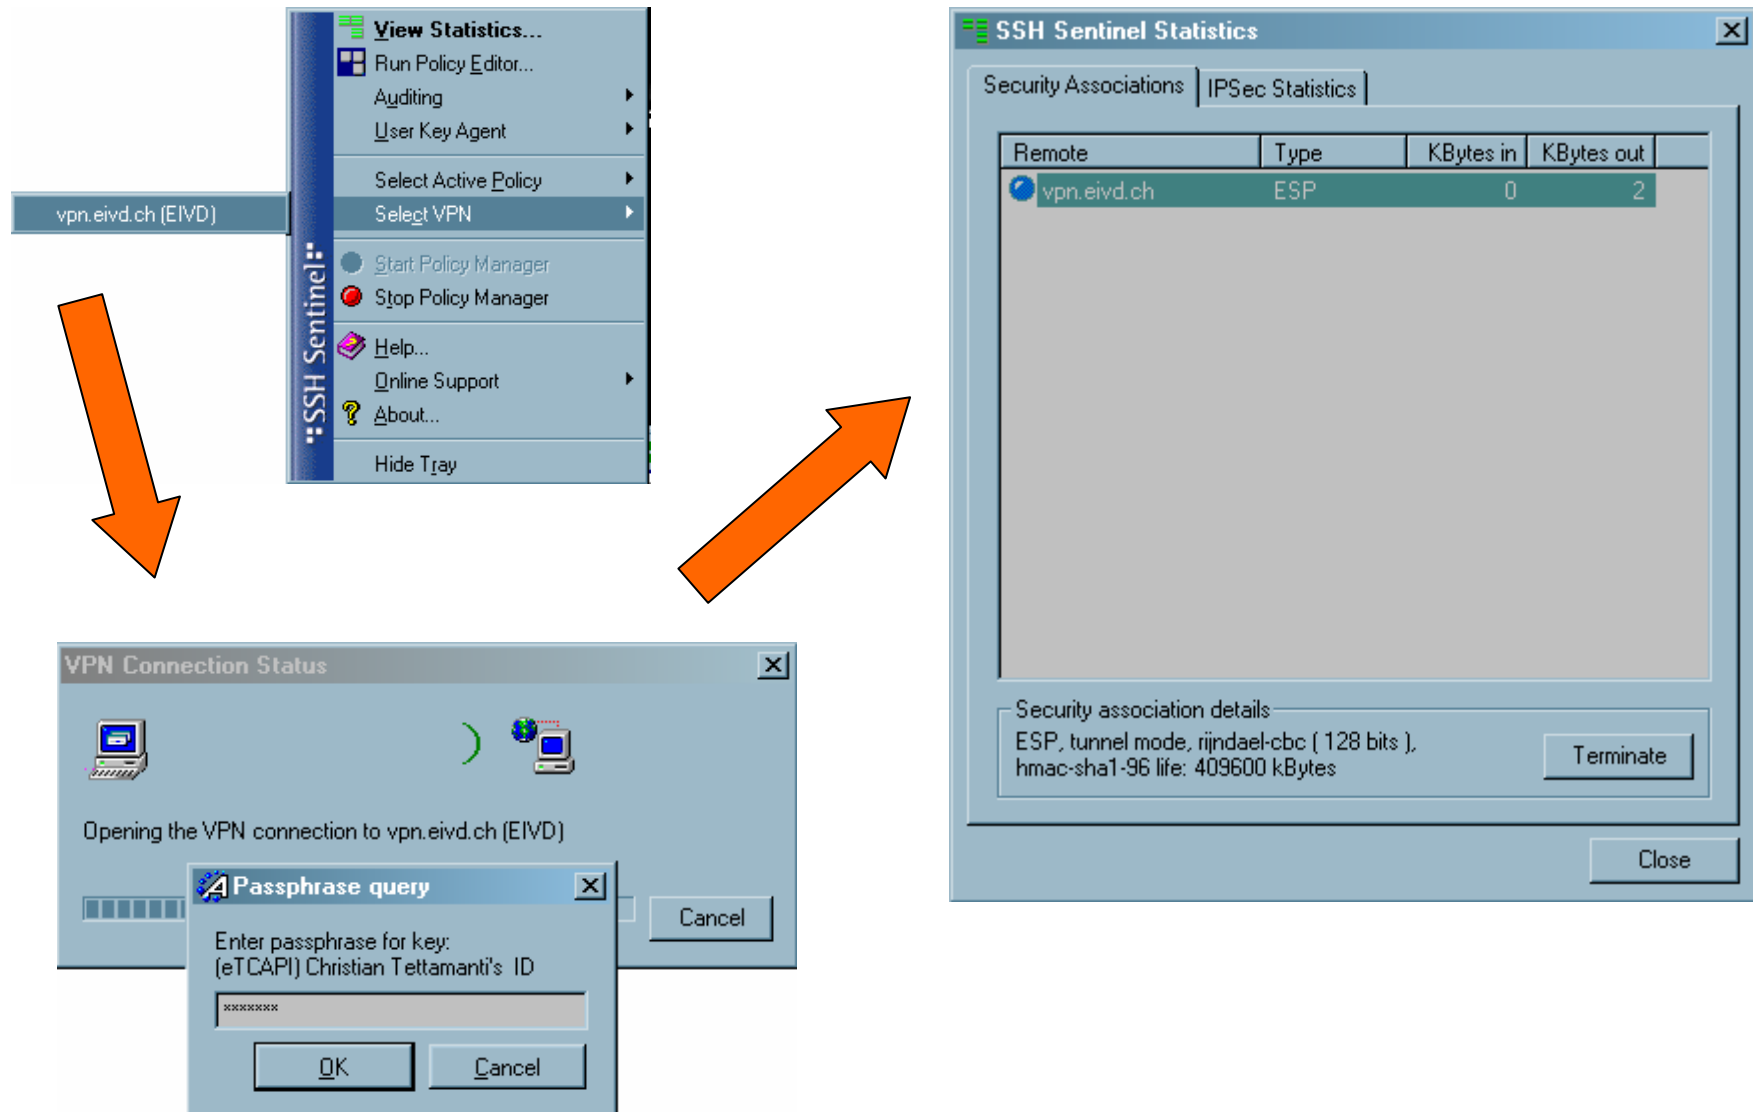 View Statistics...
Run Policy Editor...
Auditing
User Key Agent
Select Active Policy
Select VPN
vpn.eivd.ch (EIVD)
Start Policy Manager
Stop Policy Manager
Help...
Online Support
About...
Hide Tray
SSH Sentinel
VPN Connection Status
Opening the VPN connection to vpn.eivd.ch (EIVD)
Cancel
Passphrase query
Enter passphrase for key:
(eTCAPI) Christian Tettamanti's ID
xxxxxxx
OK
Cancel
SSH Sentinel Statistics
Security Associations
IPSec Statistics
Remote Type KBytes in KBytes out
vpn.eivd.ch ESP 0 2
Security association details
ESP, tunnel mode, rijndael-cbc ( 128 bits ),
hmac-sha1-96 life: 409600 kBytes
Terminate
Close